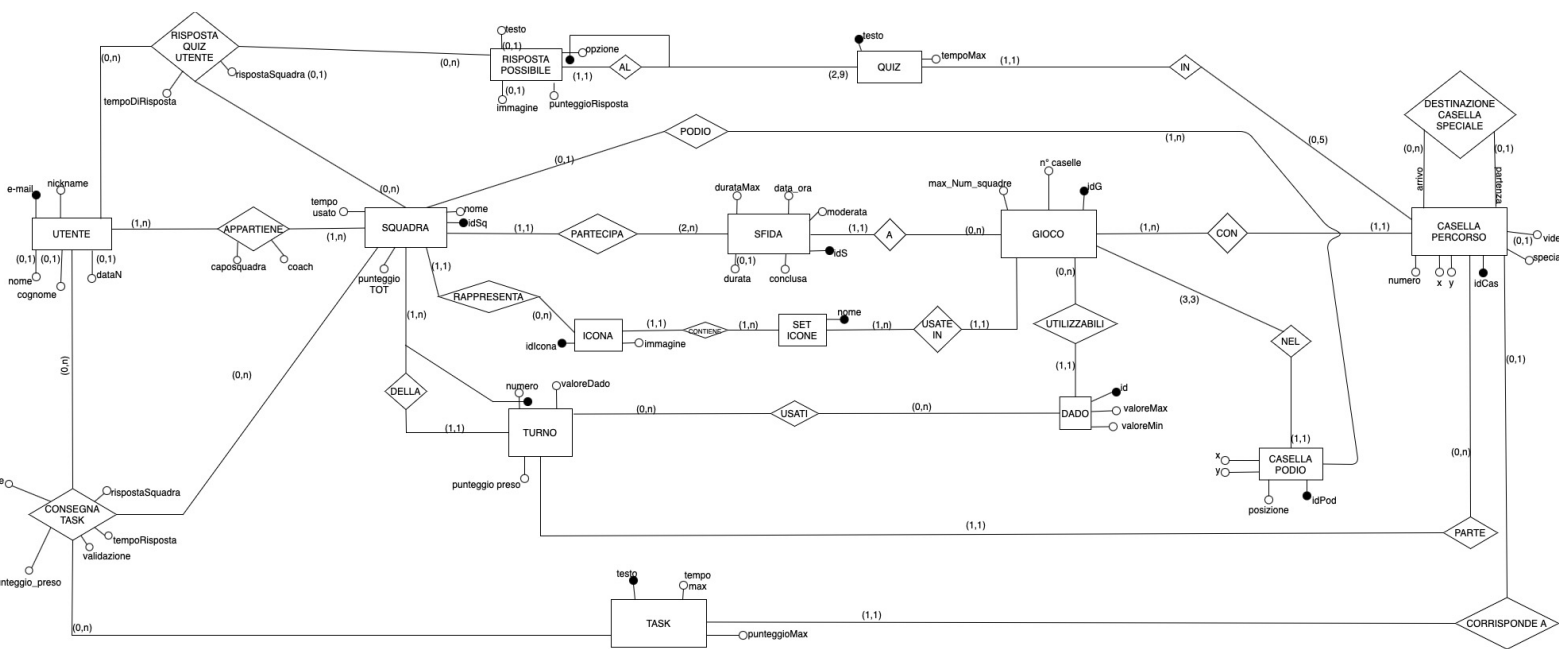 RISPOSTA
QUIZ
UTENTE
(0,n)
rispostaSquadra (0,1)
tempoDiRisposta
(0,n)
testo
(0,1)
RISPOSTA
POSSIBILE
opzione
(1,1)
(0,1)
immagine
punteggioRisposta
AL
(2,9)
testo
QUIZ
tempoMax
(1,1)
IN
(0,5)
DESTINAZIONE
CASELLA
SPECIALE
(0,n)
(0,1)
arrivo
partenza
PODIO
(0,1)
(1,n)
e-mail
nickname
UTENTE
(0,1)
(0,1)
(0,1)
nome
cognome
dataN
(1,n)
APPARTIENE
caposquadra
coach
(1,n)
(0,n)
tempo
usato
SQUADRA
nome
idSq
punteggio
TOT
(1,1)
PARTECIPA
(2,n)
durataMax
data_ora
moderata
SFIDA
idS
(0,1)
durata
conclusa
(1,1)
A
(0,n)
max_Num_squadre
n° caselle
idG
GIOCO
(1,n)
CON
(1,1)
CASELLA
PERCORSO
(0,1)
numero
x
y
idCas
(1,1)
RAPPRESENTA
(0,n)
ICONA
idIcona
immagine
(1,1)
CONTIENE
(1,n)
SET
ICONE
nome
(1,n)
USATE
IN
(1,1)
(0,n)
UTILIZZABILI
(1,1)
(3,3)
NEL
(1,1)
(1,n)
DELLA
(1,1)
numero
valoreDado
TURNO
punteggio preso
(0,n)
USATI
(0,n)
DADO
id
valoreMax
valoreMin
x
y
CASELLA
PODIO
posizione
idPod
(0,n)
(0,n)
(0,1)
(0,n)
(1,1)
PARTE
CONSEGNA
TASK
rispostaSquadra
tempoRisposta
validazione
(0,n)
testo
tempo
max
TASK
punteggioMax
(1,1)
CORRISPONDE A